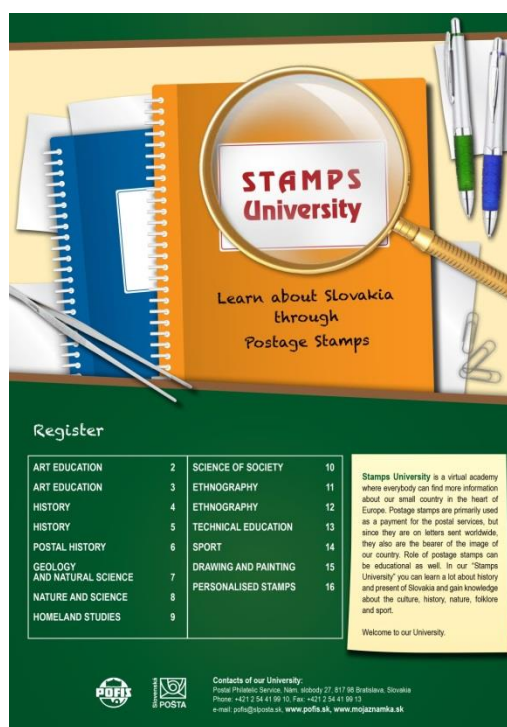 STAMPS
University
Learn about Slovakia
through
Postage Stamps
Register
ART EDUCATION 2
ART EDUCATION 3
HISTORY 4
HISTORY 5
POSTAL HISTORY 6
GEOLOGY
AND NATURAL SCIENCE 7
NATURE AND SCIENCE 8
HOMELAND STUDIES 9
SCIENCE OF SOCIETY 10
ETHNOGRAPHY 11
ETHNOGRAPHY 12
TECHNICAL EDUCATION 13
SPORT 14
DRAWING AND PAINTING 15
PERSONALISED STAMPS 16
Stamps University is a virtual academy
where everybody can find more information
about our small country in the heart of
Europe. Postage stamps are primarily used
as a payment for the postal services, but
since they are on letters sent worldwide,
they also are the bearer of the image of
our country. Role of postage stamps can
be educational as well. In our "Stamps
University" you can learn a lot about history
and present of Slovakia and gain knowledge
about the culture, history, nature, folklore
and sport.
Welcome to our University.
POFIS
Slovenská
POŠTA
Contacts of our University:
Postal Philatelic Service, Nám. slobody 27, 817 98 Bratislava, Slovakia
Phone: +421 2 54 41 99 10, Fax: +421 2 54 41 99 13
e-mail: pofis@slposta.sk, www.pofis.sk, www.mojaznamka.sk